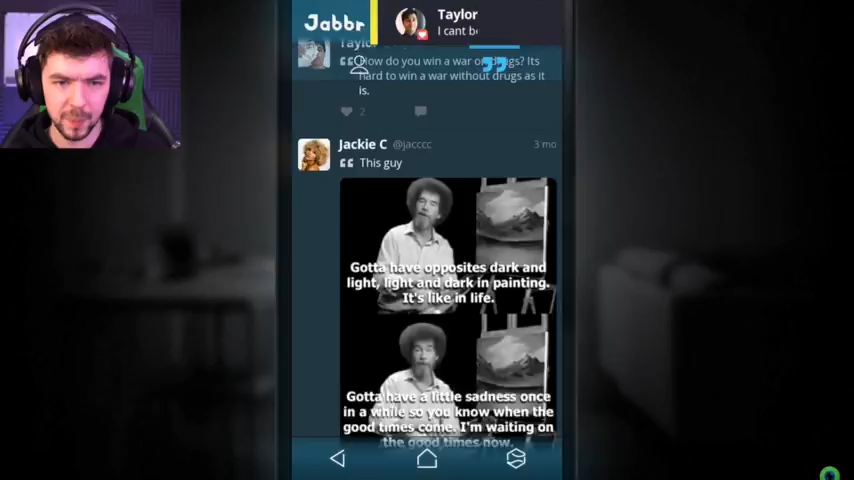 Jabbr
Taylor
I cant b
Taylor
How do you win a war on drugs? Its
hard to win a war without drugs as it
is.
2
Jackie C @jacccc 3 mo
This guy
Gotta have opposites dark and
light, light and dark in painting.
It's like in life.
Gotta have a little sadness once
in a while so you know when the
good times come. I'm waiting on
the good times now.